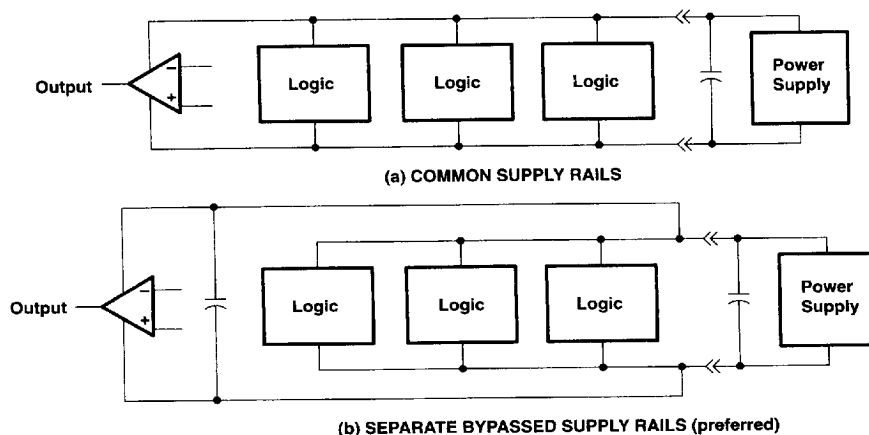 Output
−
+
Logic
Logic
Logic
Power
Supply
(a) COMMON SUPPLY RAILS
Output
−
+
Logic
Logic
Logic
Power
Supply
(b) SEPARATE BYPASSED SUPPLY RAILS (preferred)